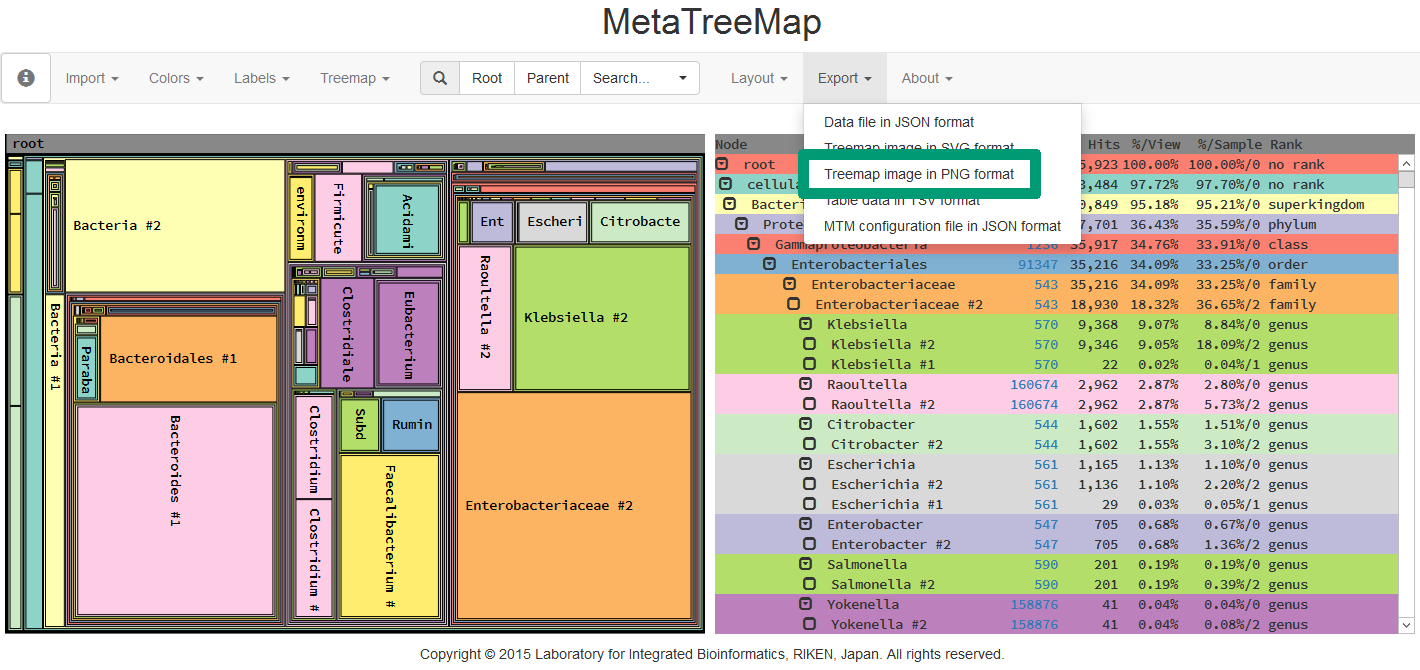 MetaTreeMap
Import Colors Labels Treemap Root Parent Search... Layout Export About
Data file in JSON format
Treemap image in SVG format
Treemap image in PNG format
Table data in TSV format
MTM configuration file in JSON format
root
Bacteria #2
Bacteria #1
Paraba
Bacteroidales #1
Bacteroides #1
environm
Firmicute
Acidami
Clostridiale
Eubacterium
Clostridium
Clostridium #
Subd
Rumin
Faecalibacterium #
Ent
Escheri
Citrobacte
Raoultella #2
Klebsiella #2
Enterobacteriaceae #2
Node Hits %/View %/Sample Rank
root 5,923 100.00% 100.00%/0 no rank
cellula 3,484 97.72% 97.70%/0 no rank
Bacteri 0,849 95.18% 95.21%/0 superkingdom
Prote 7,701 36.43% 35.59%/0 phylum
Gammaproteobacteria 1236 35,917 34.76% 33.91%/0 class
Enterobacteriales 91347 35,216 34.09% 33.25%/0 order
Enterobacteriaceae 543 35,216 34.09% 33.25%/0 family
Enterobacteriaceae #2 543 18,930 18.32% 36.65%/2 family
Klebsiella 570 9,368 9.07% 8.84%/0 genus
Klebsiella #2 570 9,346 9.05% 18.09%/2 genus
Klebsiella #1 570 22 0.02% 0.04%/1 genus
Raoultella 160674 2,962 2.87% 2.80%/0 genus
Raoultella #2 160674 2,962 2.87% 5.73%/2 genus
Citrobacter 544 1,602 1.55% 1.51%/0 genus
Citrobacter #2 544 1,602 1.55% 3.10%/2 genus
Escherichia 561 1,165 1.13% 1.10%/0 genus
Escherichia #2 561 1,136 1.10% 2.20%/2 genus
Escherichia #1 561 29 0.03% 0.05%/1 genus
Enterobacter 547 705 0.68% 0.67%/0 genus
Enterobacter #2 547 705 0.68% 1.36%/2 genus
Salmonella 590 201 0.19% 0.19%/0 genus
Salmonella #2 590 201 0.19% 0.39%/2 genus
Yokenella 158876 41 0.04% 0.04%/0 genus
Yokenella #2 158876 41 0.04% 0.08%/2 genus
Copyright © 2015 Laboratory for Integrated Bioinformatics, RIKEN, Japan. All rights reserved.